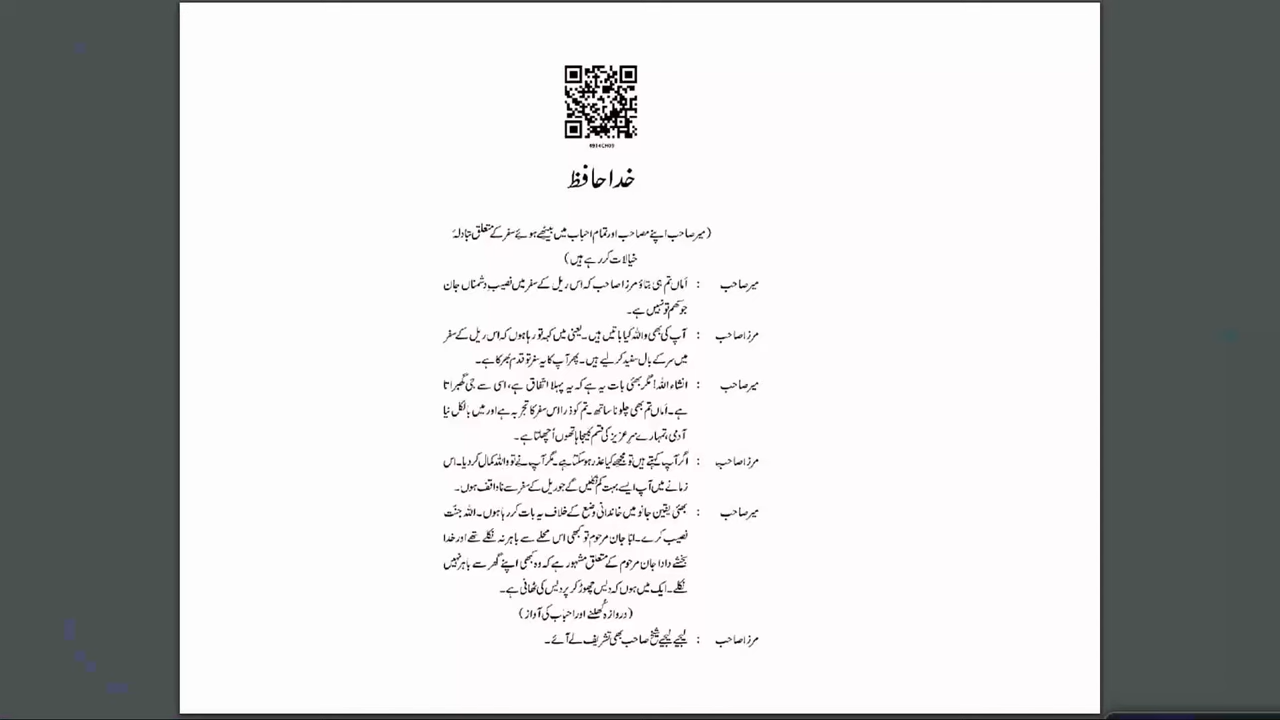 خدا حافظ
(میر صاحب اپنے مصاحب اور تمام احباب میں بیٹھے ہوئے سفر کے متعلق تبادلۂ
خیالات کر رہے ہیں)
میر صاحب : اَماں تم ہی بتاؤ مرزا صاحب کہ اس ریل کے سفر میں نصیبِ دشمناں جان
جوکھم تو نہیں ہے۔
مرزا صاحب : آپ کی بھی واللہ کیا باتیں ہیں۔ یعنی میں کہہ تو رہا ہوں کہ اس ریل کے سفر
میں سر کے بال سفید کر لیے ہیں۔ پھر آپ کا یہ سفر تو قدم بھر کا ہے۔
میر صاحب : انشاء اللہ! مگر بھئی بات یہ ہے کہ یہ پہلا اتفاق ہے، اسی سے جی گھبراتا
ہے۔ اَماں تم بھی چلو نا ساتھ۔ تم کو ذرا اس سفر کا تجربہ ہے اور میں بالکل نیا
آدمی، تمہارے سرِ عزیز کی قسم کلیجا ہاتھوں اُچھلتا ہے۔
مرزا صاحب : اگر آپ کہتے ہیں تو مجھے کیا عذر ہو سکتا ہے۔ مگر آپ نے تو واللہ کمال کر دیا۔ اس
زمانے میں آپ ایسے بہت کم نکلیں گے جو ریل کے سفر سے ناواقف ہوں۔
میر صاحب : بھئی یقین جانو میں خاندانی وضع کے خلاف یہ بات کر رہا ہوں۔ اللہ جنّت
نصیب کرے۔ ابّا جان مرحوم تو کبھی اس محلے سے باہر نہ نکلے تھے اور خدا
بخشے دادا جان مرحوم کے متعلق مشہور ہے کہ وہ کبھی اپنے گھر سے باہر نہیں
نکلے۔ ایک میں ہوں کہ دیس چھوڑ کر پردیس کی ٹھانی ہے۔
(دروازہ کُھلنے اور احباب کی آواز)
مرزا صاحب : لیجیے لیجیے شیخ صاحب بھی تشریف لے آئے۔